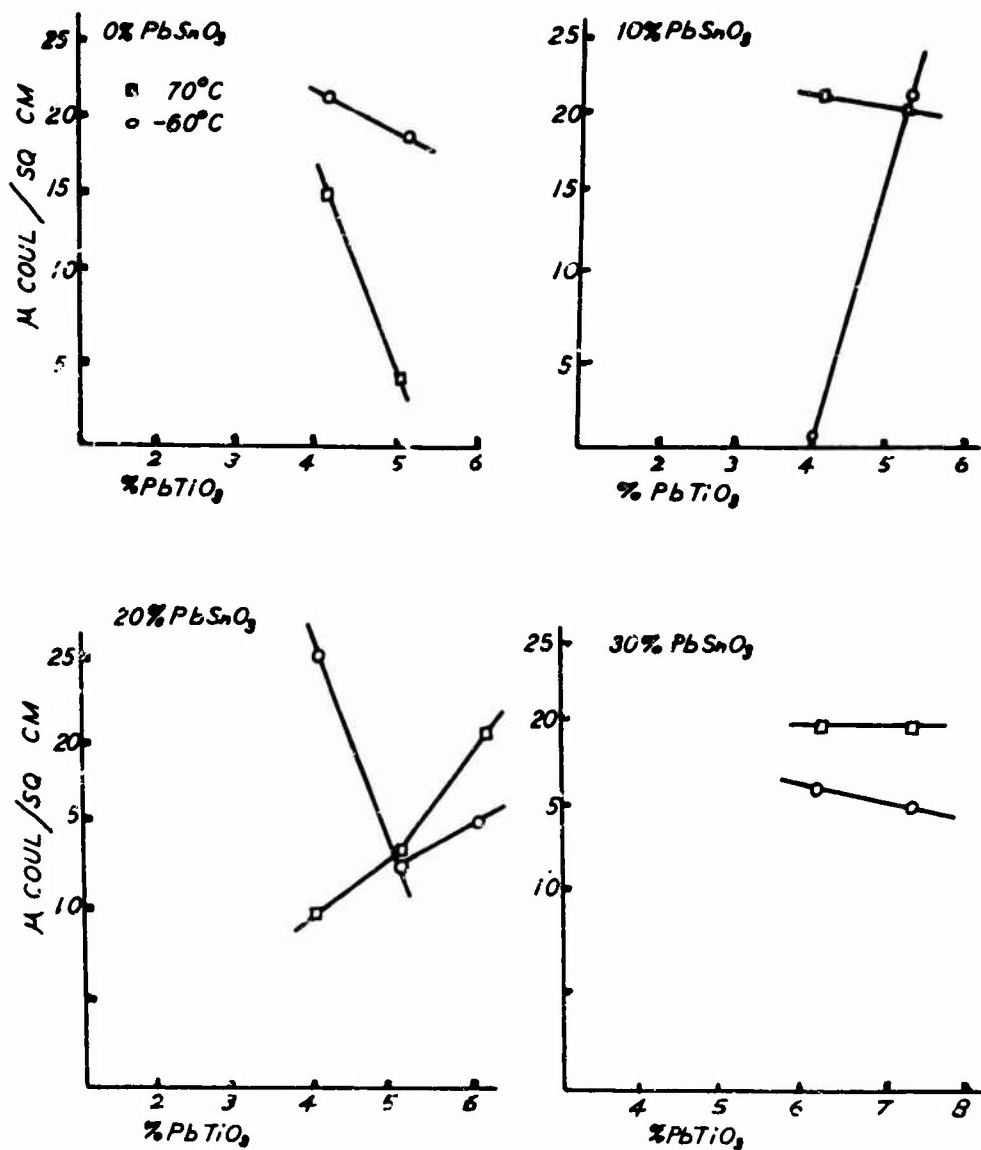 0% PbSnO3
70°C
-60°C
25
20
15
10
5
μ COUL/SQ CM
2 3 4 5 6
%PbTiO3
10% PbSnO3
25
20
15
10
5
2 3 4 5 6
% PbTiO3
20% PbSnO3
25
20
5
10
μ COUL/SQ CM
2 3 4 5 6
%PbTiO3
30% PbSnO3
25
20
5
10
4 5 6 7 8
%PbTiO3